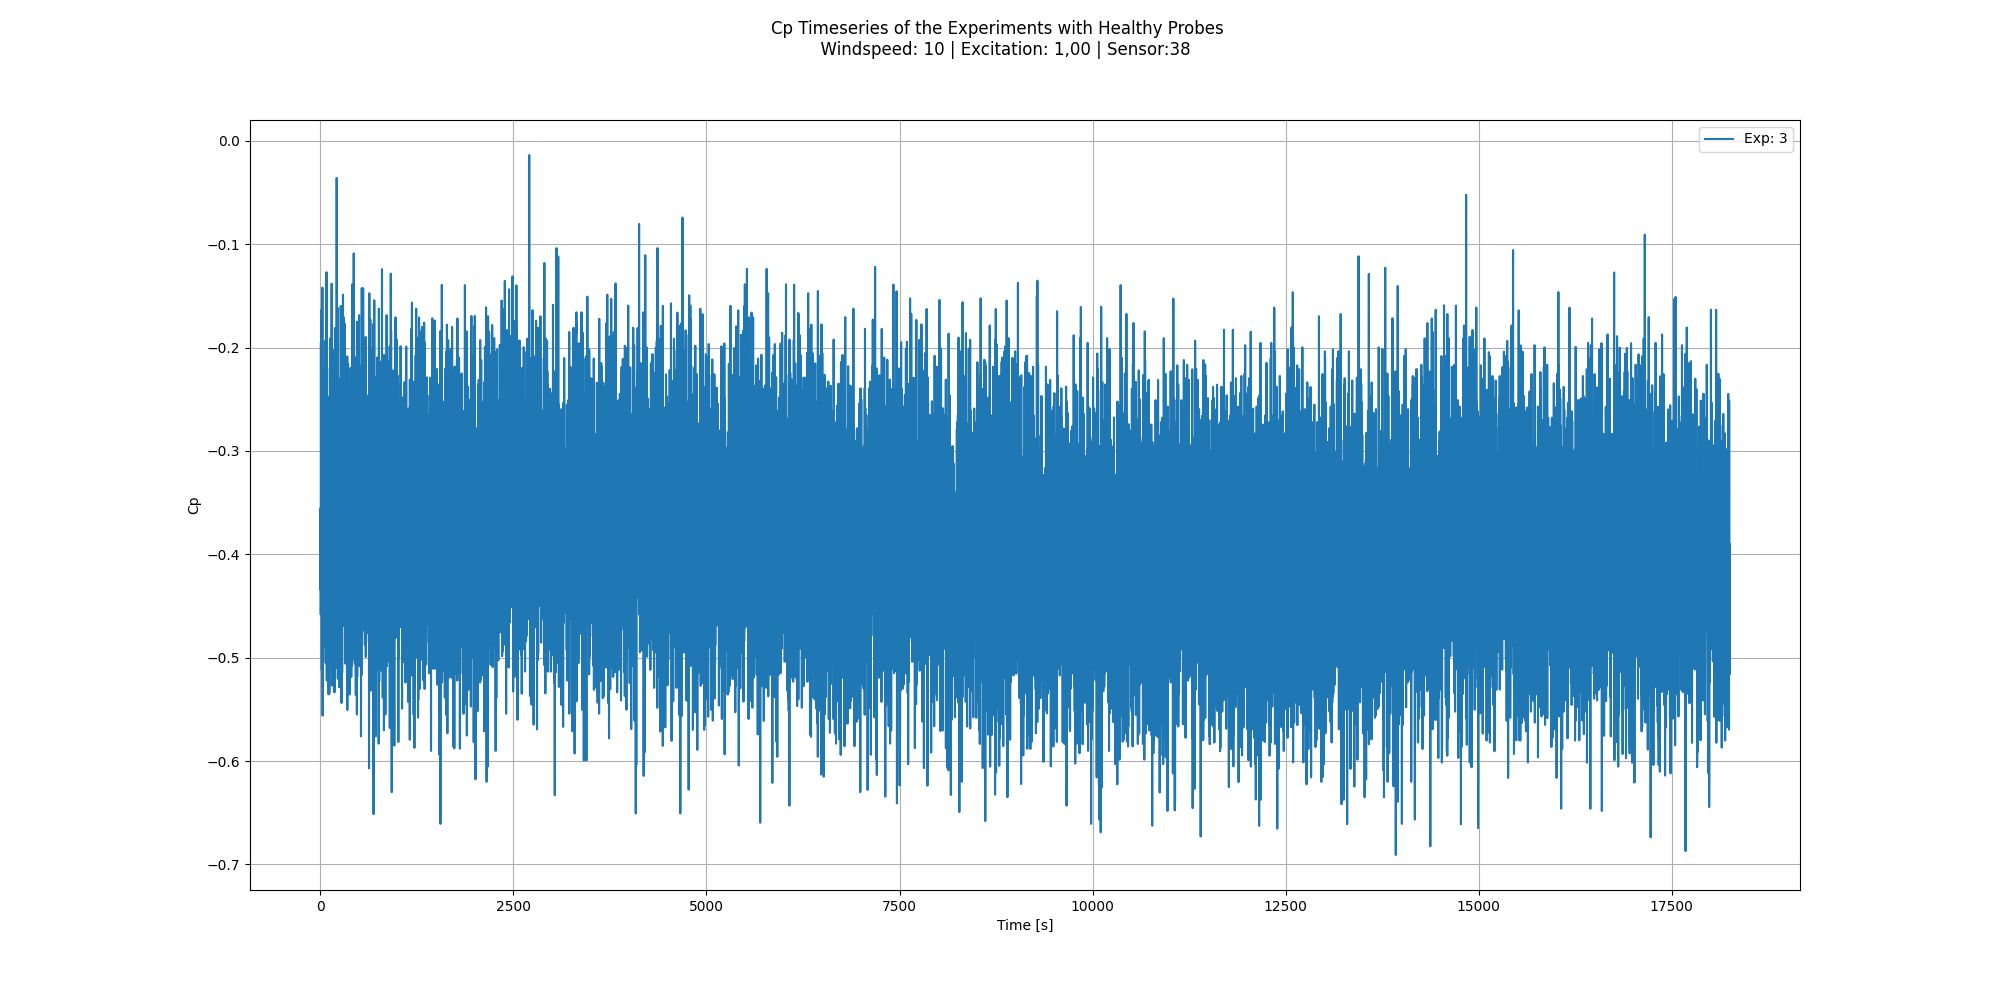 Cp Timeseries of the Experiments with Healthy Probes
Windspeed: 10 | Excitation: 1,00 | Sensor:38
Exp: 3
0.0
−0.1
−0.2
−0.3
−0.4
−0.5
−0.6
−0.7
Cp
0 2500 5000 7500 10000 12500 15000 17500
Time [s]